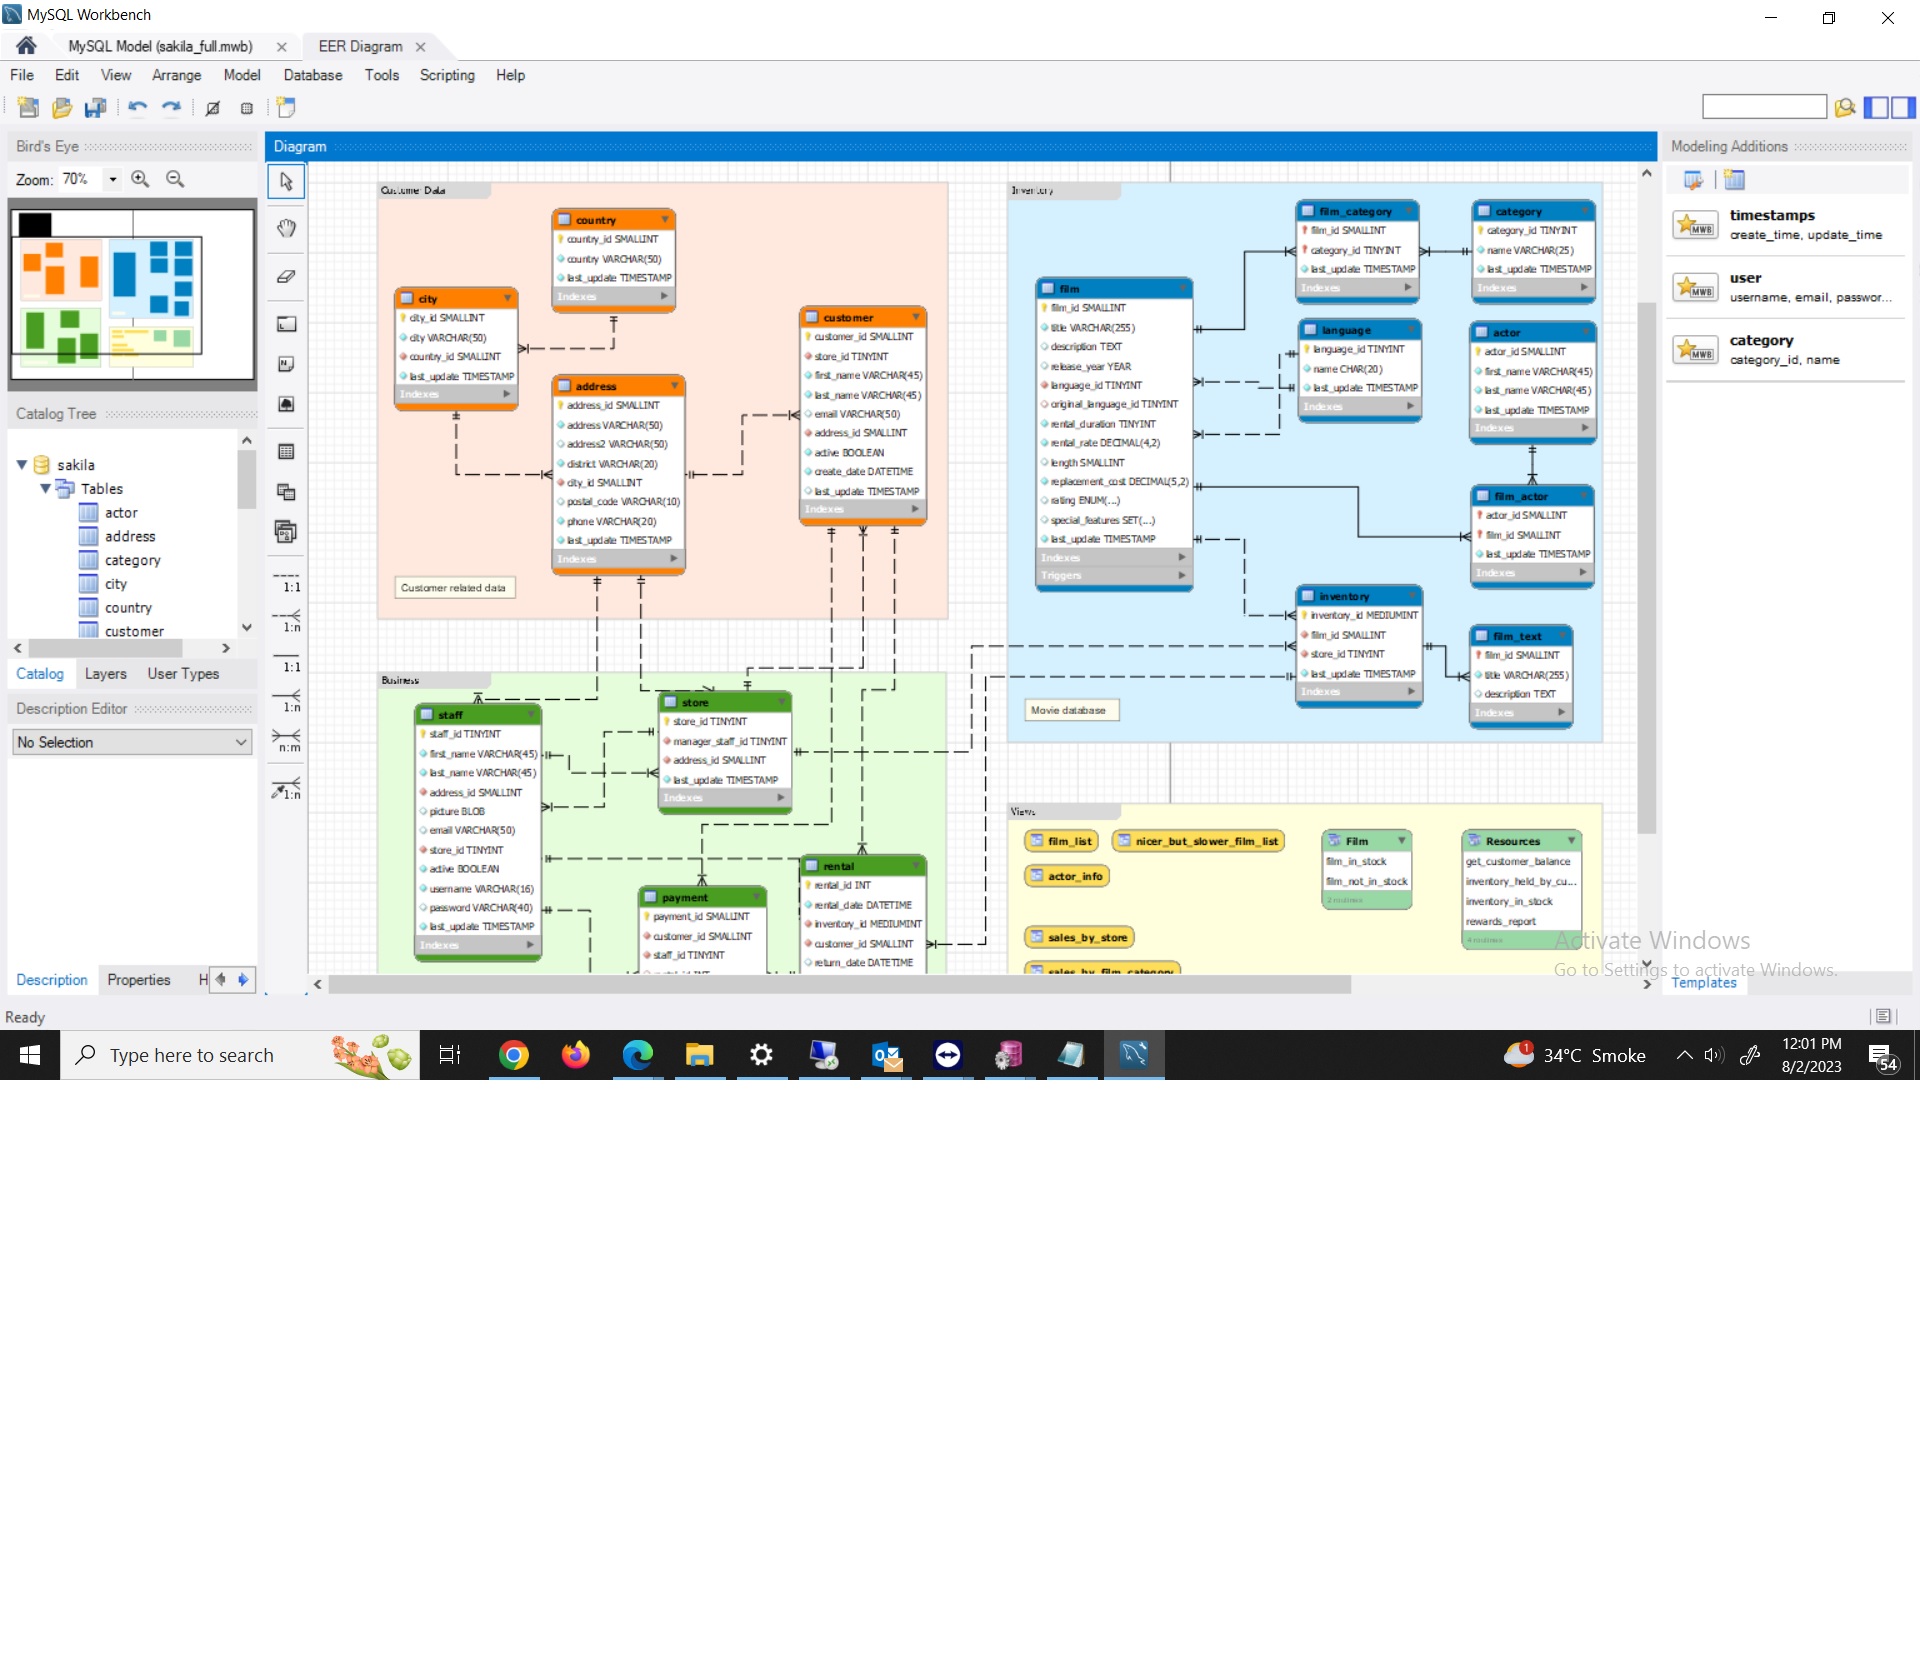 MySQL Workbench
MySQL Model (sakila_full.mwb)
EER Diagram
File Edit View Arrange Model Database Tools Scripting Help
Bird's Eye
Zoom: 70%
Catalog Tree
sakila
Tables
actor
address
category
city
country
customer
Catalog Layers User Types
Description Editor
No Selection
Description Properties H
Ready
1:1
1:n
1:1
1:n
n:m
1:n
Diagram
Customer Data
country
country_id SMALLINT
country VARCHAR(50)
last_update TIMESTAMP
Indexes
city
city_id SMALLINT
city VARCHAR(50)
country_id SMALLINT
last_update TIMESTAMP
Indexes
address
address_id SMALLINT
address VARCHAR(50)
address2 VARCHAR(50)
district VARCHAR(20)
city_id SMALLINT
postal_code VARCHAR(10)
phone VARCHAR(20)
last_update TIMESTAMP
Indexes
customer
customer_id SMALLINT
store_id TINYINT
first_name VARCHAR(45)
last_name VARCHAR(45)
email VARCHAR(50)
address_id SMALLINT
active BOOLEAN
create_date DATETIME
last_update TIMESTAMP
Indexes
Customer related data
Business
staff
staff_id TINYINT
first_name VARCHAR(45)
last_name VARCHAR(45)
address_id SMALLINT
picture BLOB
email VARCHAR(50)
store_id TINYINT
active BOOLEAN
username VARCHAR(16)
password VARCHAR(40)
last_update TIMESTAMP
Indexes
store
store_id TINYINT
manager_staff_id TINYINT
address_id SMALLINT
last_update TIMESTAMP
Indexes
payment
payment_id SMALLINT
customer_id SMALLINT
staff_id TINYINT
rental
rental_id INT
rental_date DATETIME
inventory_id MEDIUMINT
customer_id SMALLINT
return_date DATETIME
Inventory
film
film_id SMALLINT
title VARCHAR(255)
description TEXT
release_year YEAR
language_id TINYINT
original_language_id TINYINT
rental_duration TINYINT
rental_rate DECIMAL(4,2)
length SMALLINT
replacement_cost DECIMAL(5,2)
rating ENUM(...)
special_features SET(...)
last_update TIMESTAMP
Indexes
Triggers
film_category
film_id SMALLINT
category_id TINYINT
last_update TIMESTAMP
Indexes
category
category_id TINYINT
name VARCHAR(25)
last_update TIMESTAMP
Indexes
language
language_id TINYINT
name CHAR(20)
last_update TIMESTAMP
Indexes
actor
actor_id SMALLINT
first_name VARCHAR(45)
last_name VARCHAR(45)
last_update TIMESTAMP
Indexes
film_actor
actor_id SMALLINT
film_id SMALLINT
last_update TIMESTAMP
Indexes
inventory
inventory_id MEDIUMINT
film_id SMALLINT
store_id TINYINT
last_update TIMESTAMP
Indexes
film_text
film_id SMALLINT
title VARCHAR(255)
description TEXT
Indexes
Movie database
Views
film_list
nicer_but_slower_film_list
actor_info
sales_by_store
sales_by_film_category
Film
film_in_stock
film_not_in_stock
2 routines
Resources
get_customer_balance
inventory_held_by_cu...
inventory_in_stock
rewards_report
4 routines
Modeling Additions
timestamps
create_time, update_time
user
username, email, passwor...
category
category_id, name
Activate Windows
Go to Settings to activate Windows.
Templates
Type here to search
34°C Smoke
12:01 PM
8/2/2023
54